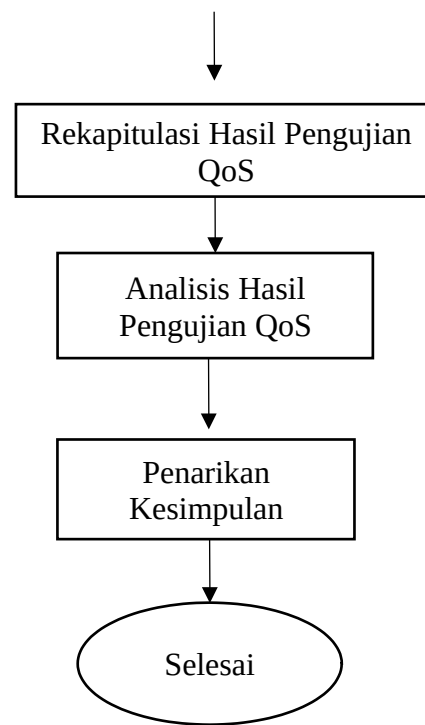 Rekapitulasi Hasil Pengujian
QoS
Analisis Hasil
Pengujian QoS
Penarikan
Kesimpulan
Selesai